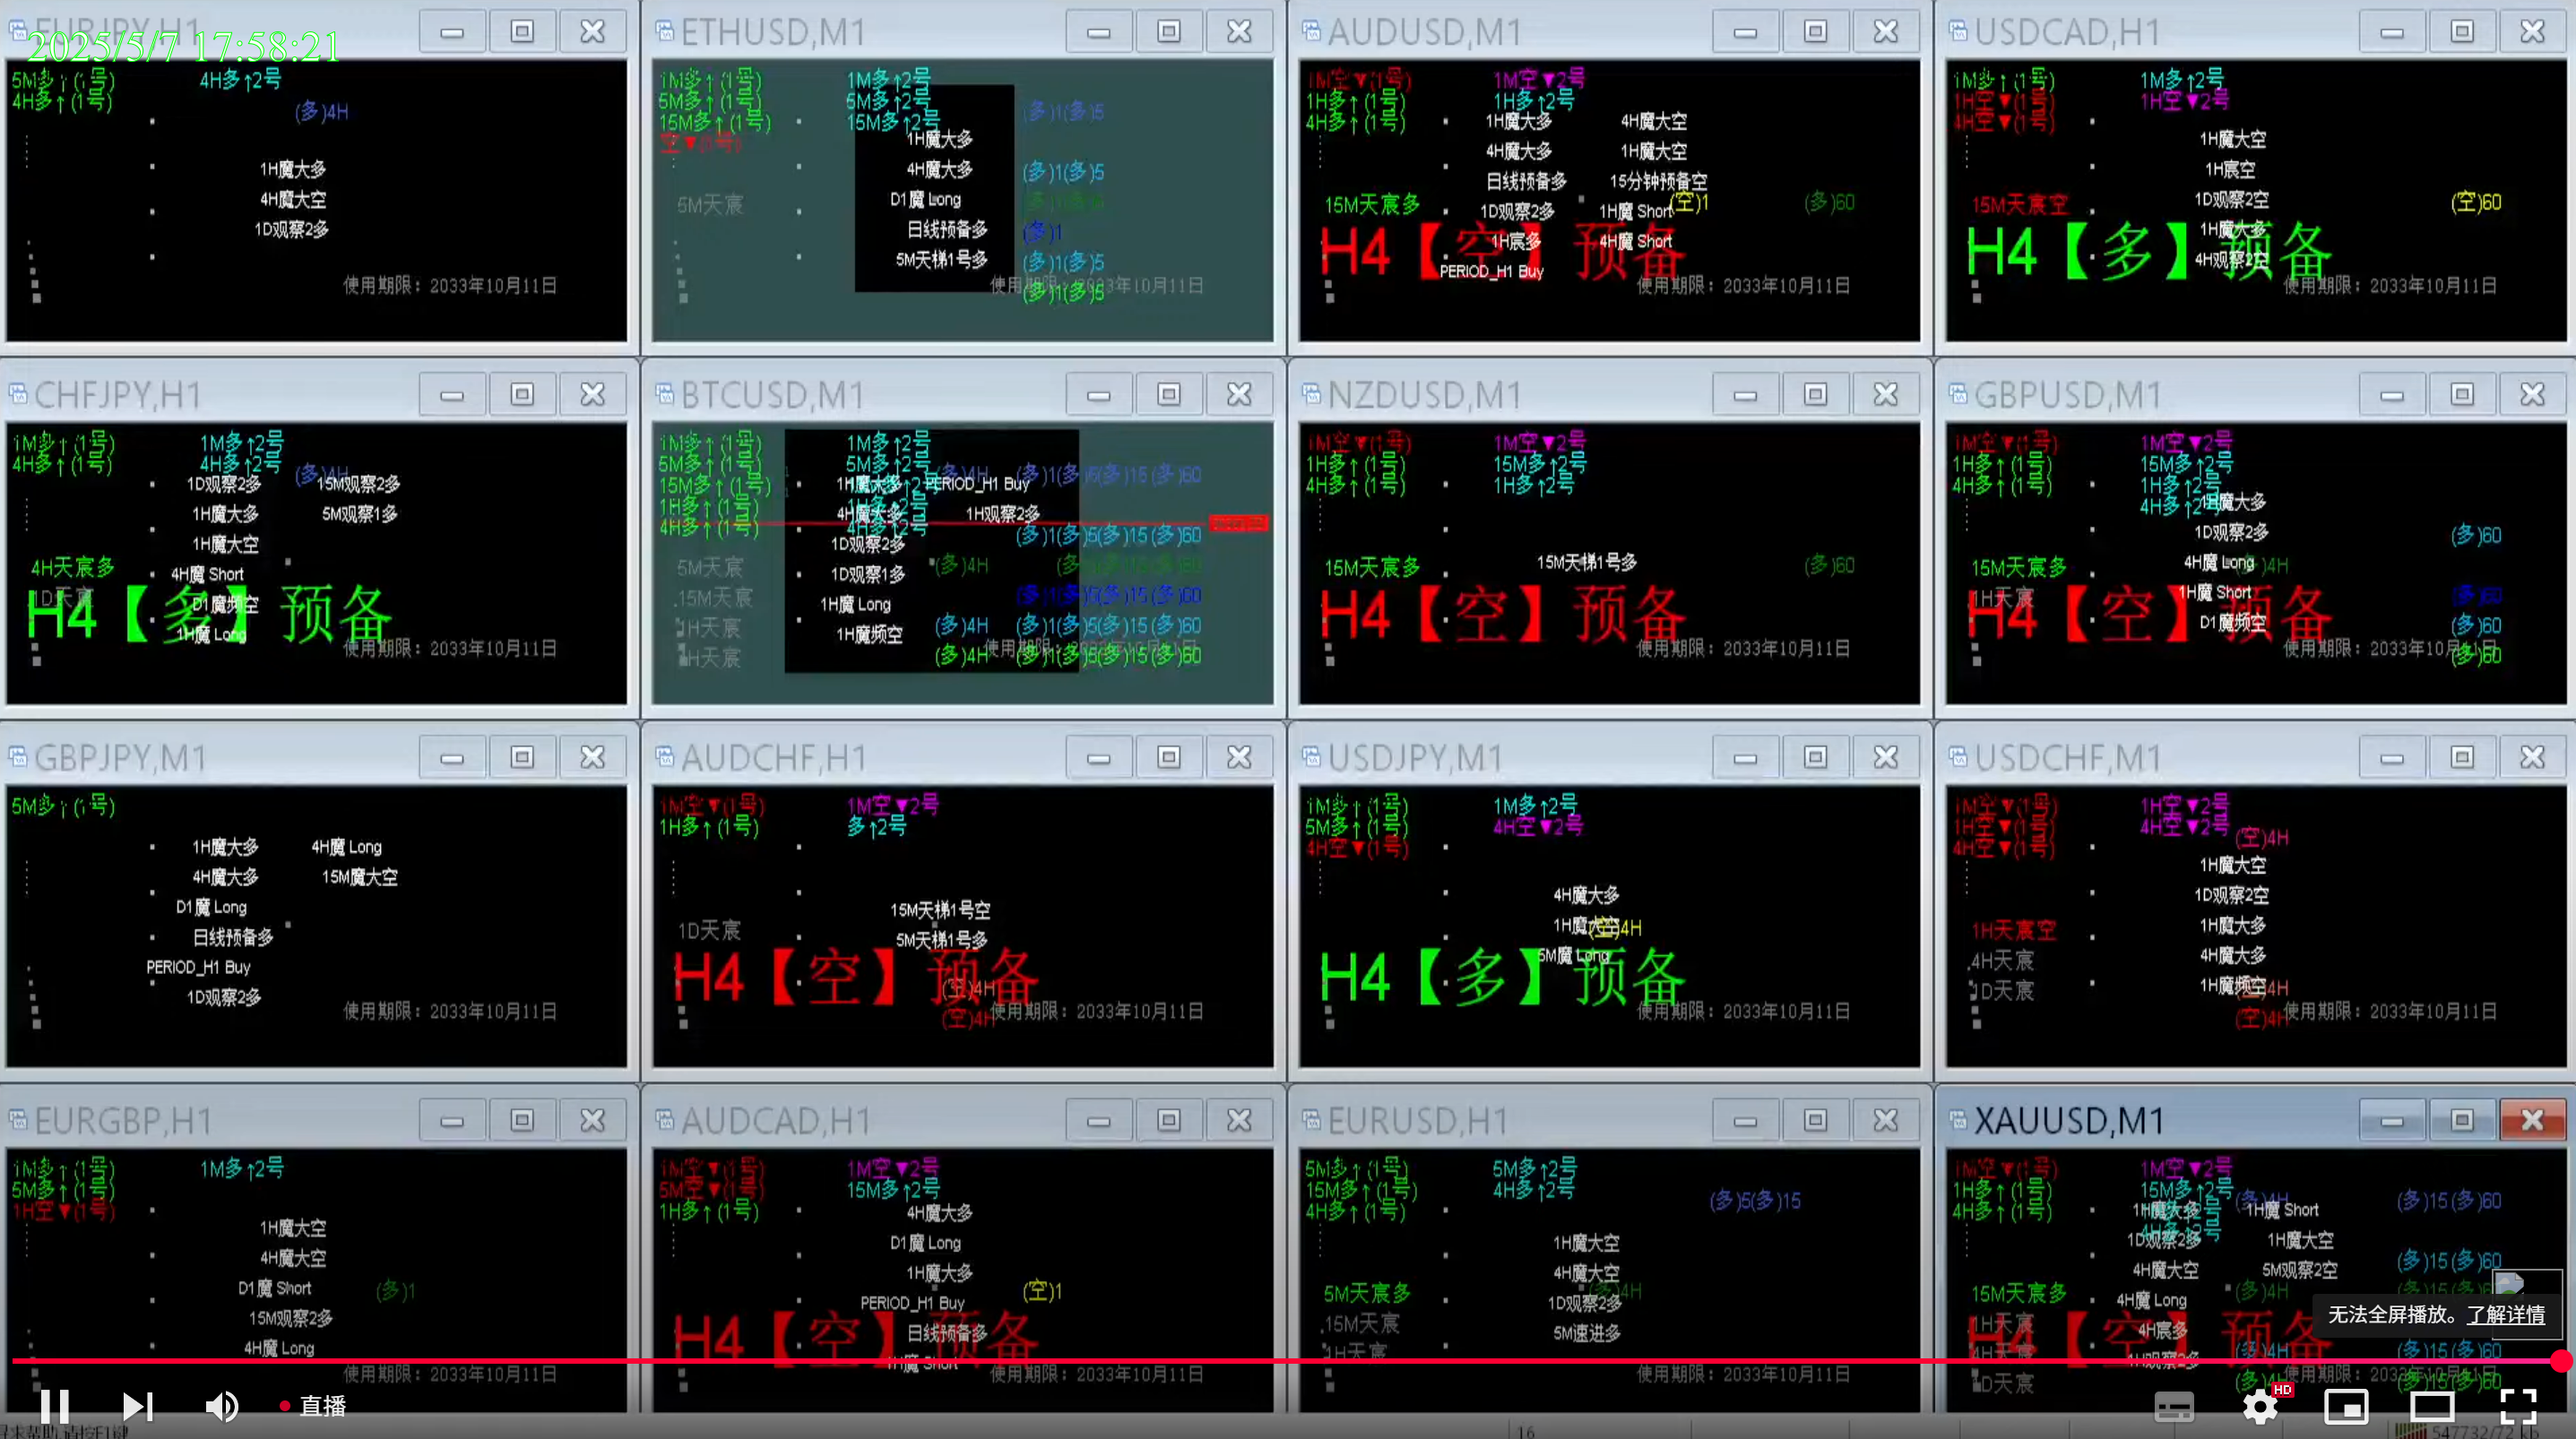 EURJPY,H1
2025/5/7 17:58:21
5M多↑(1号)
4H多↑(1号)
4H多↑2号
(多)4H
1H魔大多
4H魔大空
1D观察2多
使用期限：2033年10月11日
ETHUSD,M1
1M多↑(1号)
5M多↑(1号)
15M多↑(1号)
空▼(1号)
1M多↑2号
5M多↑2号
15M多↑2号
(多)1(多)5
1H魔大多
4H魔大多
(多)1(多)5
D1魔 Long
5M天宸
日线预备多
(多)1
5M天梯1号多
(多)1(多)5
(多)1(多)5
AUDUSD,M1
1M空▼(1号)
1H多↑(1号)
4H多↑(1号)
1M空▼2号
1H多↑2号
1H魔大多
4H魔大空
4H魔大多
1H魔大空
日线预备多
15分钟预备空
1D观察2多
1H魔 Short
(空)1
(多)60
15M天宸多
1H宸多
4H魔 Short
H4【空】预备
PERIOD_H1 Buy
使用期限：2033年10月11日
USDCAD,H1
1M多↑(1号)
1H空▼(1号)
4H空▼(1号)
1M多↑2号
1H空▼2号
1H魔大空
1H宸空
1D观察2空
15M天宸空
(空)60
1H魔大多
4H观察2空
H4【多】预备
使用期限：2033年10月11日
CHFJPY,H1
1M多↑(1号)
4H多↑(1号)
1M多↑2号
4H多↑2号
(多)4H
1D观察2多
15M观察2多
1H魔大多
5M观察1多
1H魔大空
4H天宸多
4H魔 Short
1D天宸
D1魔频空
H4【多】预备
1H魔 Long
使用期限：2033年10月11日
BTCUSD,M1
1M多↑(1号)
5M多↑(1号)
15M多↑(1号)
1H多↑(1号)
4H多↑(1号)
1M多↑2号
5M多↑2号
(多)4H
(多)1(多)5(多)15(多)60
1H魔大多
PERIOD_H1 Buy
4H魔大多
1H观察2多
4H多↑2号
(多)1(多)5(多)15(多)60
1D观察2多
5M天宸
1D观察1多
(多)4H
15M天宸
1H魔 Long
(多)1(多)5(多)15(多)60
1H天宸
1H魔频空
(多)4H
(多)1(多)5(多)15(多)60
4H天宸
(多)4H
(多)1(多)5(多)15(多)60
NZDUSD,M1
1M空▼(1号)
1H多↑(1号)
4H多↑(1号)
1M空▼2号
15M多↑2号
1H多↑2号
15M天宸多
15M天梯1号多
(多)60
H4【空】预备
使用期限：2033年10月11日
GBPUSD,M1
1M空▼(1号)
1H多↑(1号)
4H多↑(1号)
1M空▼2号
15M多↑2号
1H多↑2号
4H多↑2号
1H魔大多
1D观察2多
(多)60
15M天宸多
4H魔 Long
1H天宸
1H魔 Short
(多)60
D1魔频空
(多)60
H4【空】预备
(多)60
使用期限：2033年10月11日
GBPJPY,M1
5M多↑(1号)
1H魔大多
4H魔 Long
4H魔大多
15M魔大空
D1魔 Long
日线预备多
PERIOD_H1 Buy
1D观察2多
使用期限：2033年10月11日
AUDCHF,H1
1M空▼(1号)
1H多↑(1号)
1M空▼2号
多↑2号
15M天梯1号空
1D天宸
5M天梯1号多
H4【空】预备
(空)4H
(空)4H
使用期限：2033年10月11日
USDJPY,M1
1M多↑(1号)
5M多↑(1号)
4H空▼(1号)
1M多↑2号
4H空▼2号
4H魔大多
1H魔大空
(空)4H
5M魔 Long
H4【多】预备
使用期限：2033年10月11日
USDCHF,M1
1M空▼(1号)
1H空▼(1号)
4H空▼(1号)
1H空▼2号
4H空▼2号
(空)4H
1H魔大空
1D观察2空
1H天宸空
1H魔大多
4H天宸
4H魔大多
1D天宸
1H魔频空
(空)4H
(空)4H
使用期限：2033年10月11日
EURGBP,H1
1M多↑(1号)
5M多↑(1号)
1H空▼(1号)
1M多↑2号
1H魔大空
4H魔大空
D1魔 Short
(多)1
15M观察2多
4H魔 Long
使用期限：2033年10月11日
AUDCAD,H1
1M空▼(1号)
5M空▼(1号)
1H多↑(1号)
1M空▼2号
15M多↑2号
4H魔大多
D1魔 Long
1H魔大多
PERIOD_H1 Buy
(空)1
日线预备多
H4【空】预备
1H魔 Short
使用期限：2033年10月11日
EURUSD,H1
5M多↑(1号)
15M多↑(1号)
4H多↑(1号)
5M多↑2号
4H多↑2号
(多)5(多)15
1H魔大空
4H魔大空
5M天宸多
(多)4H
1D观察2多
15M天宸
5M速进多
1H天宸
使用期限：2033年10月11日
XAUUSD,M1
1M空▼(1号)
1H多↑(1号)
4H多↑(1号)
1M空▼2号
15M多↑2号
(多)4H
(多)15(多)60
1H魔大多
1H魔 Short
1D观察2多
1H魔大空
4H魔大空
5M观察2空
(多)15(多)60
15M天宸多
4H魔 Long
(多)4H
1H天宸
4H宸多
H4【空】预备
4H天宸
1H观察2多
(多)4H
(多)15(多)60
1D天宸
无法全屏播放。了解详情
直播
HD
16
547732/72 kb